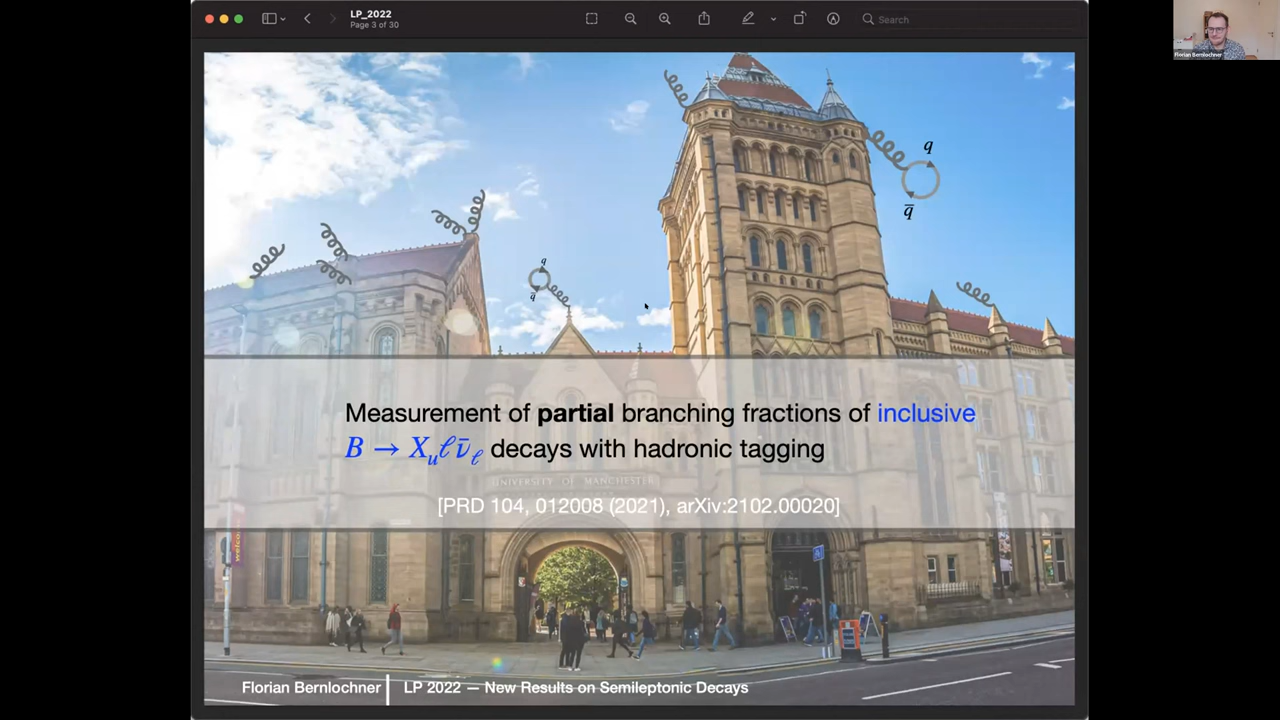 LP_2022
Page 3 of 30
Search
Florian Bernlochner
q
q̄
q
q̄
Measurement of partial branching fractions of inclusive
B → X_u ℓ ν̄_ℓ decays with hadronic tagging
UNIVERSITY OF MANCHESTER
[PRD 104, 012008 (2021), arXiv:2102.00020]
welcome
Florian Bernlochner
LP 2022 — New Results on Semileptonic Decays